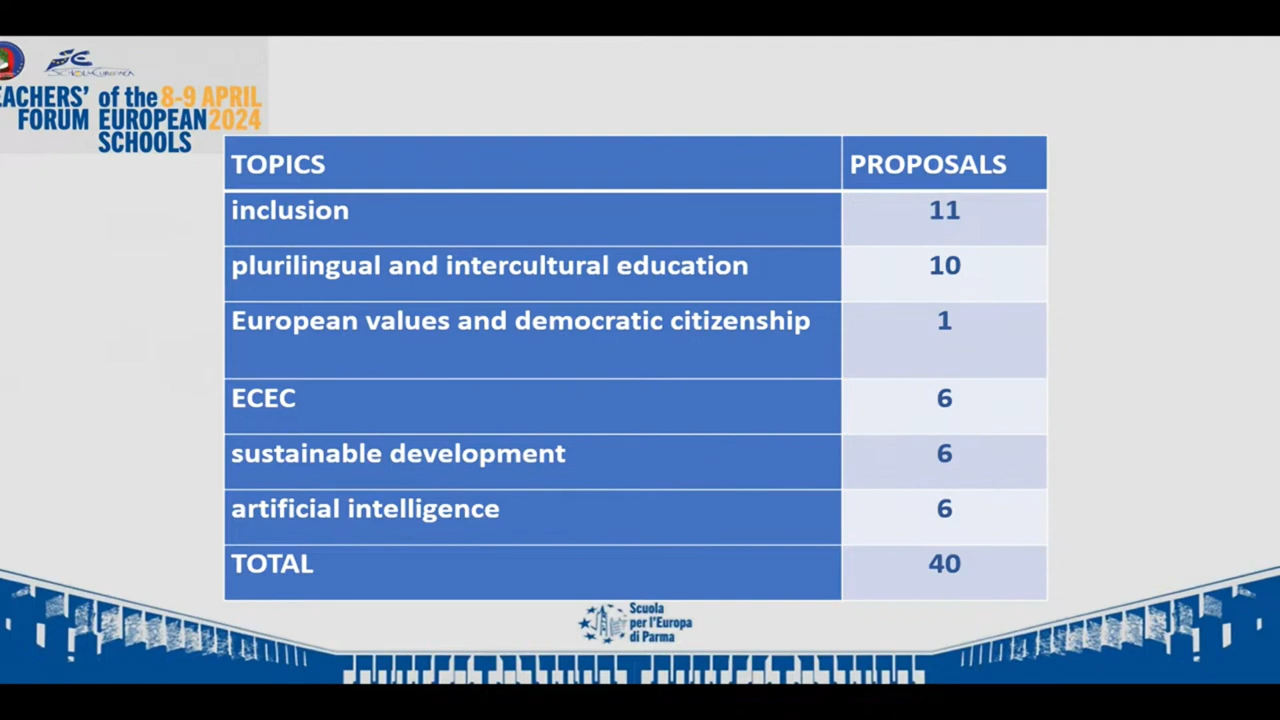 EACHERS' of the 8-9 APRIL
FORUM EUROPEAN 2024
SCHOOLS
TOPICS PROPOSALS
inclusion 11
plurilingual and intercultural education 10
European values and democratic citizenship 1
ECEC 6
sustainable development 6
artificial intelligence 6
TOTAL 40
Scuola
per l'Europa
di Parma